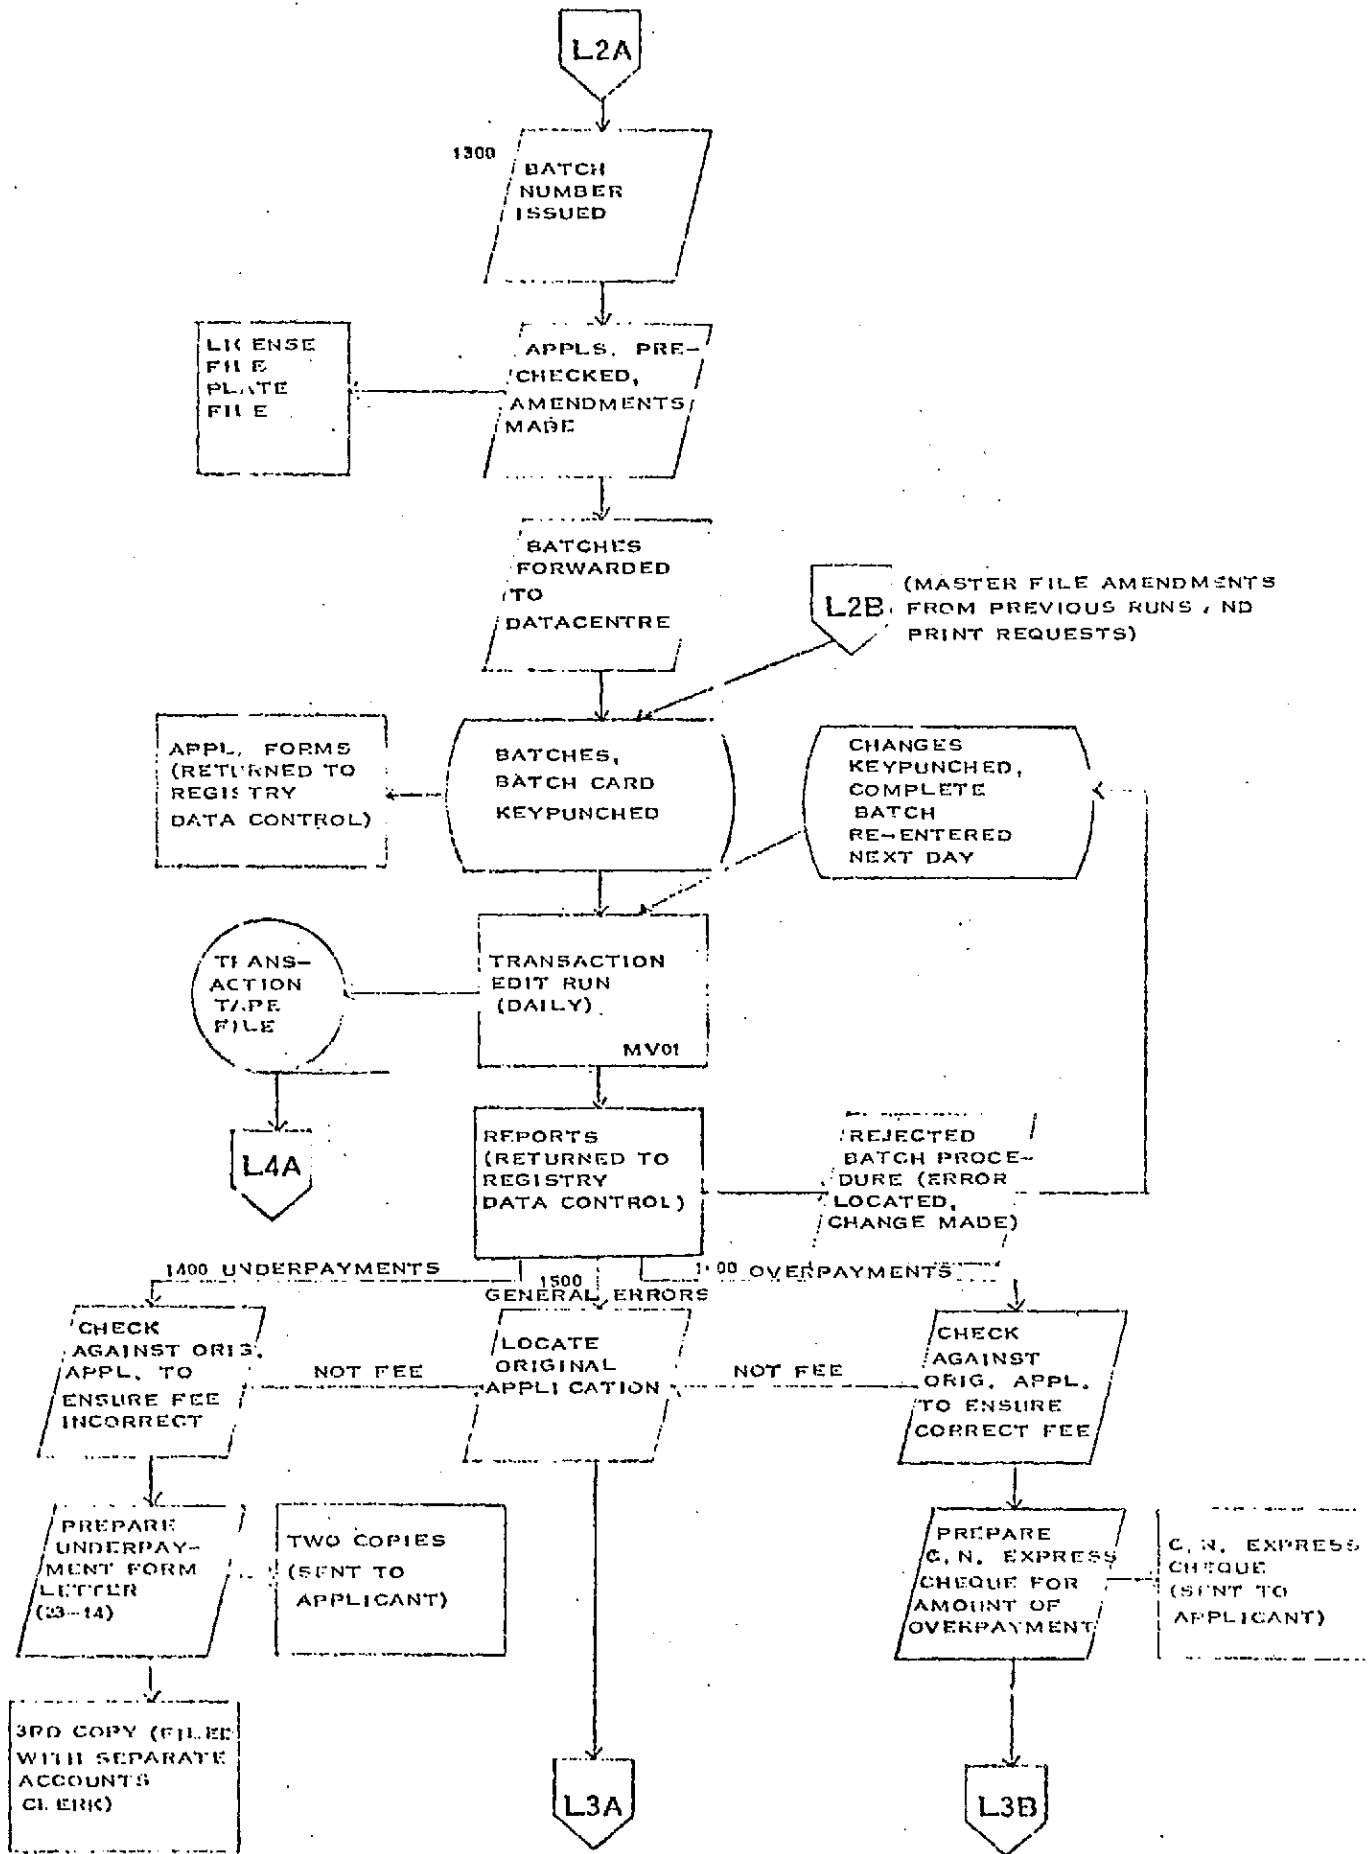 L2A
1300
BATCH
NUMBER
ISSUED
LICENSE
FILE
PLATE
FILE
APPLS. PRE-
CHECKED,
AMENDMENTS
MADE
BATCHES
FORWARDED
TO
DATACENTRE
L2B
(MASTER FILE AMENDMENTS
FROM PREVIOUS RUNS, ND
PRINT REQUESTS)
APPL. FORMS
(RETURNED TO
REGISTRY
DATA CONTROL)
BATCHES,
BATCH CARD
KEYPUNCHED
CHANGES
KEYPUNCHED,
COMPLETE
BATCH
RE-ENTERED
NEXT DAY
TRANS-
ACTION
TAPE
FILE
TRANSACTION
EDIT RUN
(DAILY)
MV01
L4A
REPORTS
(RETURNED TO
REGISTRY
DATA CONTROL)
REJECTED
BATCH PROCE-
DURE (ERROR
LOCATED,
CHANGE MADE)
1400 UNDERPAYMENTS
1500
GENERAL ERRORS
OVERPAYMENTS
CHECK
AGAINST ORIG.
APPL. TO
ENSURE FEE
INCORRECT
NOT FEE
LOCATE
ORIGINAL
APPLICATION
NOT FEE
CHECK
AGAINST
ORIG. APPL.
TO ENSURE
CORRECT FEE
PREPARE
UNDERPAY-
MENT FORM
LETTER
(23-14)
TWO COPIES
(SENT TO
APPLICANT)
PREPARE
C.N. EXPRESS
CHEQUE FOR
AMOUNT OF
OVERPAYMENT
C.N. EXPRESS
CHEQUE
(SENT TO
APPLICANT)
3RD COPY (FILED
WITH SEPARATE
ACCOUNTS
CLERK)
L3A
L3B